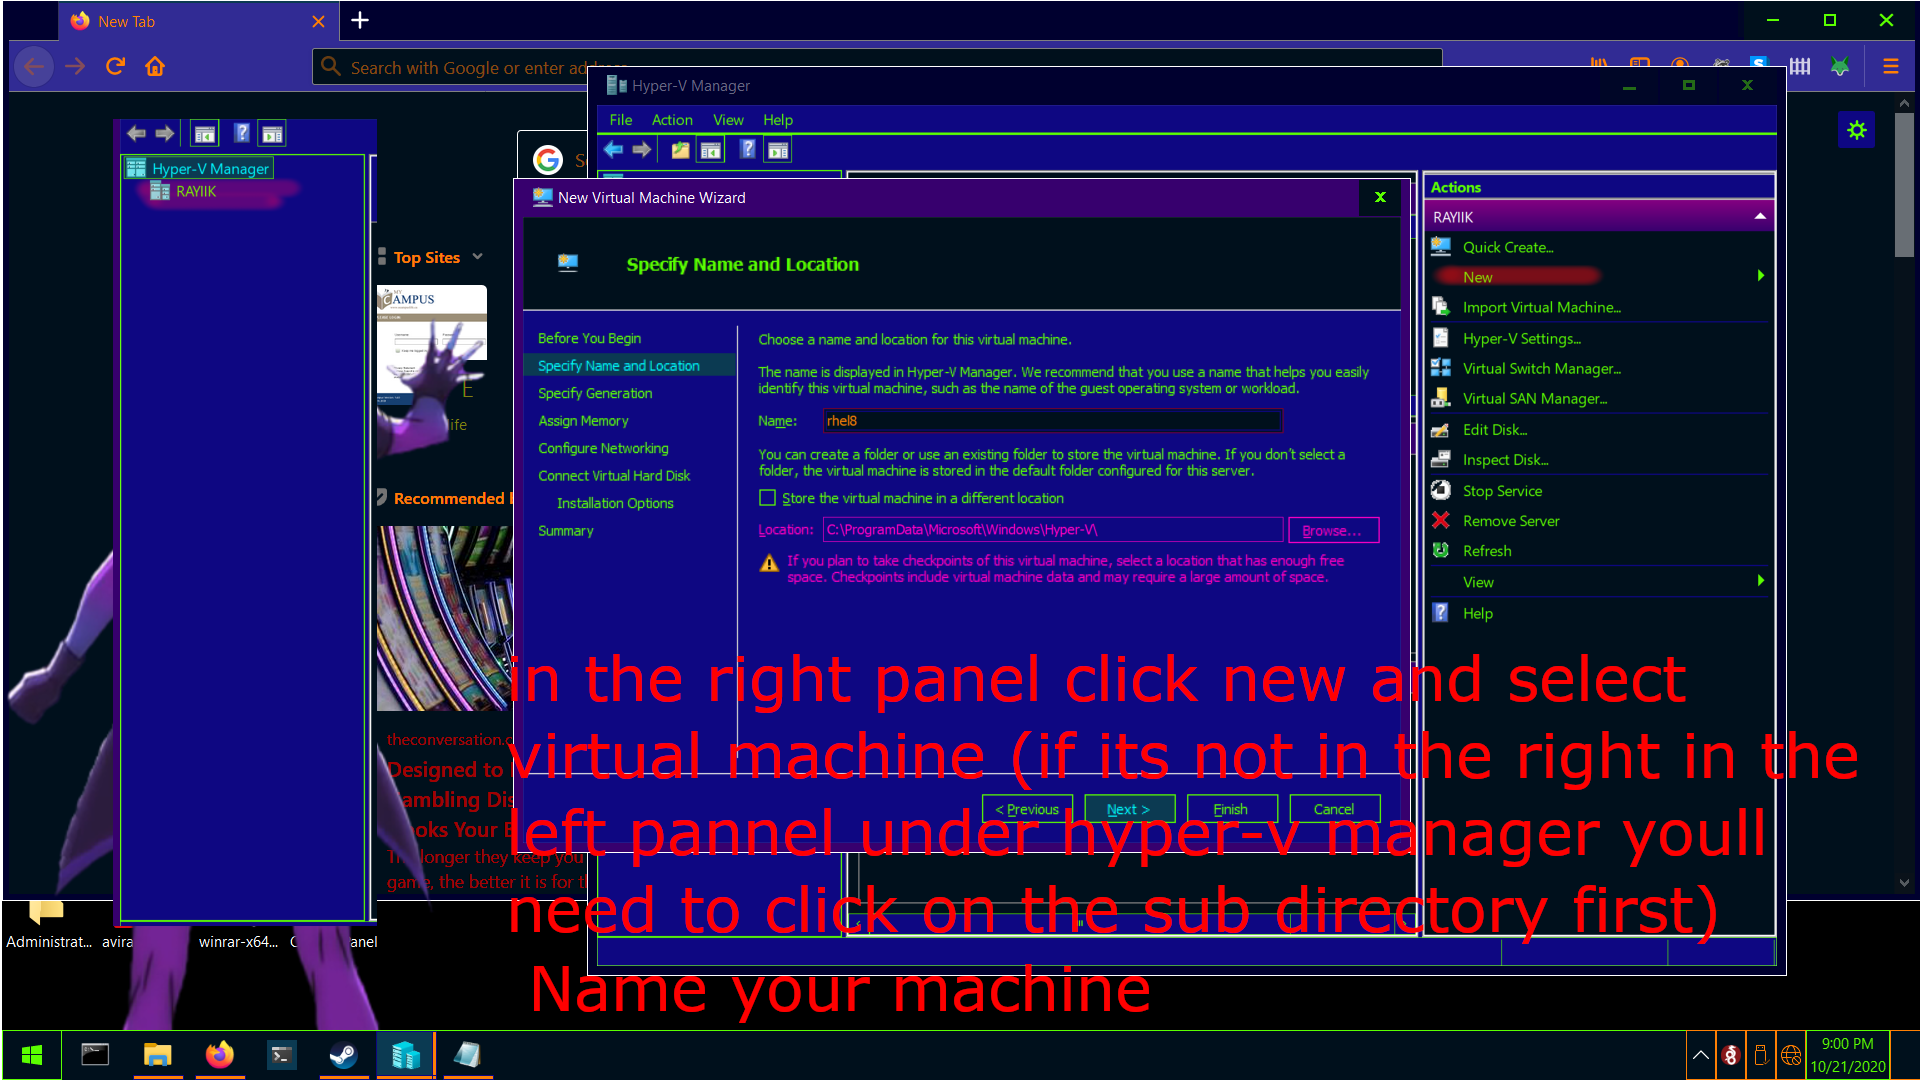 New Tab
Search with Google or enter add
Hyper-V Manager
File Action View Help
Hyper-V Manager
RAYIIK
New Virtual Machine Wizard
Specify Name and Location
Before You Begin
Specify Name and Location
Specify Generation
Assign Memory
Configure Networking
Connect Virtual Hard Disk
Installation Options
Summary
Choose a name and location for this virtual machine.
The name is displayed in Hyper-V Manager. We recommend that you use a name that helps you easily
identify this virtual machine, such as the name of the guest operating system or workload.
Name: rhel8
You can create a folder or use an existing folder to store the virtual machine. If you don't select a
folder, the virtual machine is stored in the default folder configured for this server.
Store the virtual machine in a different location
Location: C:\ProgramData\Microsoft\Windows\Hyper-V\ Browse...
If you plan to take checkpoints of this virtual machine, select a location that has enough free
space. Checkpoints include virtual machine data and may require a large amount of space.
< Previous Next > Finish Cancel
Actions
RAYIIK
Quick Create...
New
Import Virtual Machine...
Hyper-V Settings...
Virtual Switch Manager...
Virtual SAN Manager...
Edit Disk...
Inspect Disk...
Stop Service
Remove Server
Refresh
View
Help
Top Sites
MY
CAMPUS
E
life
Recommended
theconversation.c
Designed to
ambling Dis
oks Your
longer they keep you
game, the better it is for th
in the right panel click new and select
virtual machine (if its not in the right in the
left pannel under hyper-v manager youll
need to click on the sub directory first)
Name your machine
Administrat... avira winrar-x64... C anel
9:00 PM
10/21/2020